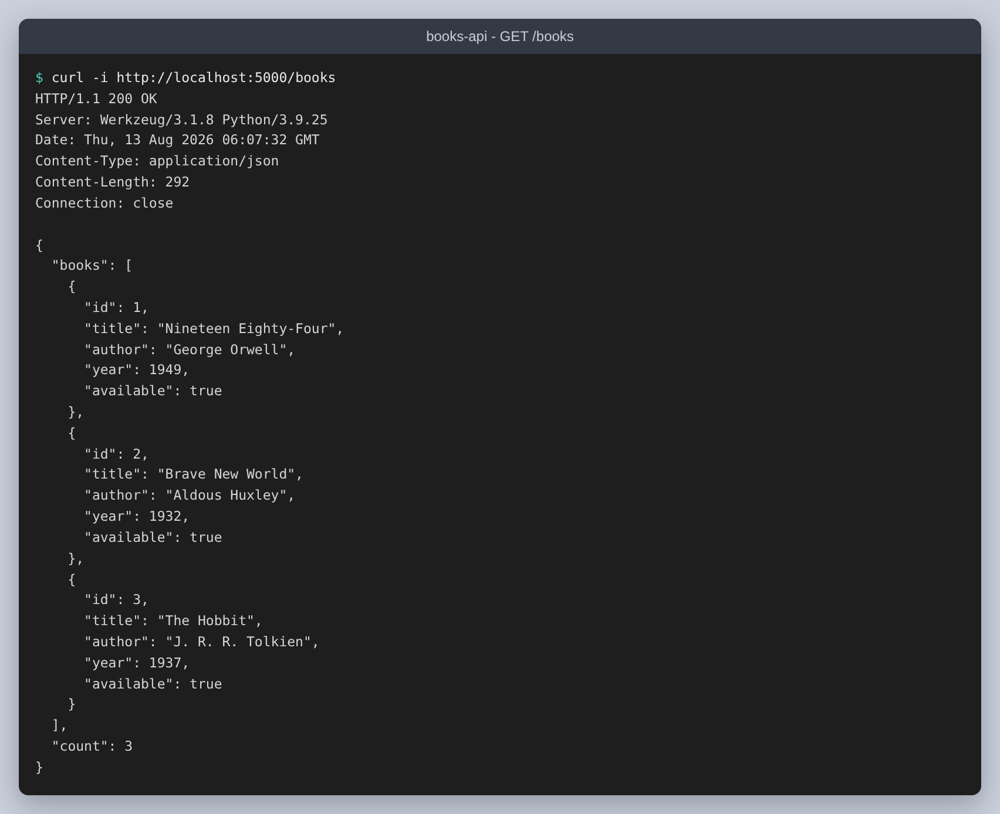 books-api - GET /books
$ curl -i http://localhost:5000/books
HTTP/1.1 200 OK
Server: Werkzeug/3.1.8 Python/3.9.25
Date: Thu, 13 Aug 2026 06:07:32 GMT
Content-Type: application/json
Content-Length: 292
Connection: close

{
  "books": [
    {
      "id": 1,
      "title": "Nineteen Eighty-Four",
      "author": "George Orwell",
      "year": 1949,
      "available": true
    },
    {
      "id": 2,
      "title": "Brave New World",
      "author": "Aldous Huxley",
      "year": 1932,
      "available": true
    },
    {
      "id": 3,
      "title": "The Hobbit",
      "author": "J. R. R. Tolkien",
      "year": 1937,
      "available": true
    }
  ],
  "count": 3
}